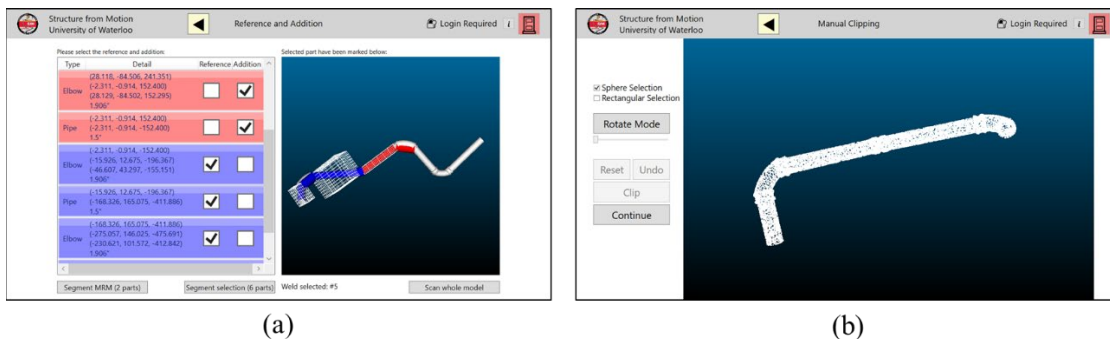 Structure from Motion
University of Waterloo
Reference and Addition
Login Required
i
Please select the reference and addition:
Selected part have been marked below:
Type Detail Reference Addition
(28.118, -84.506, 241.351)
Elbow (-2.311, -0.914, 152.400)
(28.129, -84.502, 152.295)
1.906"
(-2.311, -0.914, 152.400)
Pipe (-2.311, -0.914, -152.400)
1.5"
(-2.311, -0.914, -152.400)
Elbow (-15.926, 12.675, -196.367)
(-46.607, 43.297, -155.151)
1.906"
(-15.926, 12.675, -196.367)
Pipe (-168.326, 165.075, -411.886)
1.5"
(-168.326, 165.075, -411.886)
Elbow (-275.057, 146.025, -475.691)
(-230.621, 101.572, -412.842)
1.906"
Segment MRM (2 parts)
Segment selection (6 parts)
Weld selected: #5
Scan whole model
(a)
Structure from Motion
University of Waterloo
Manual Clipping
Login Required
i
Sphere Selection
Rectangular Selection
Rotate Mode
Reset Undo
Clip
Continue
(b)